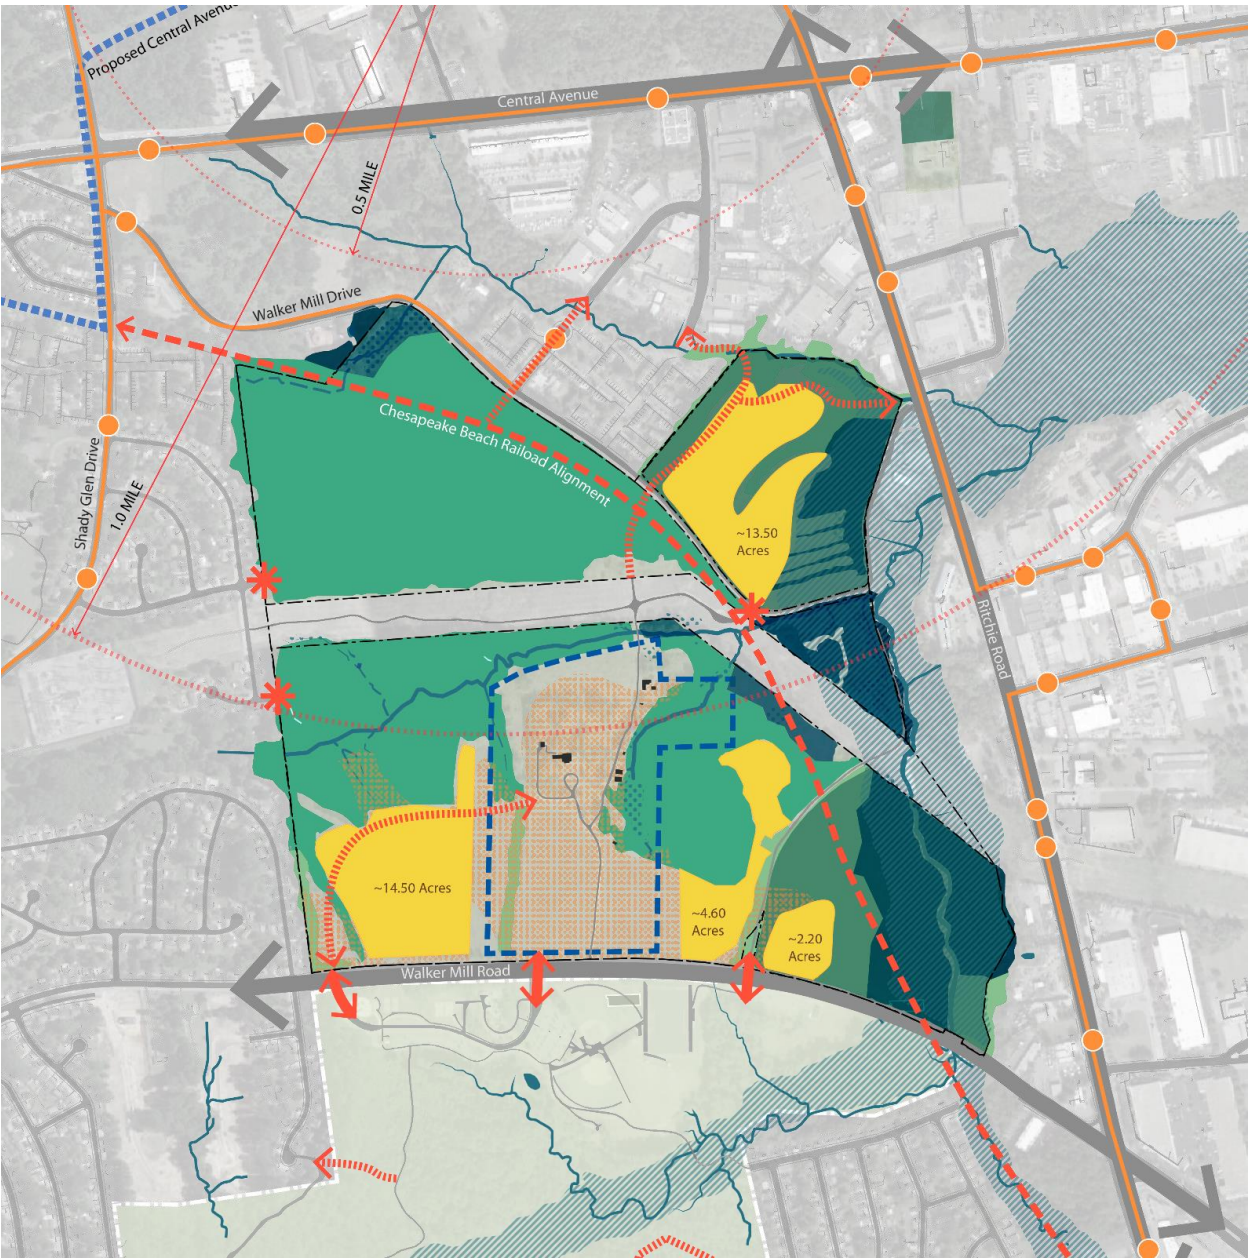 Proposed Central Avenue
Central Avenue
0.5 MILE
Walker Mill Drive
Chesapeake Beach Raiload Alignment
Shady Glen Drive
1.0 MILE
~13.50
Acres
Ritchie Road
~14.50 Acres
~4.60
Acres
~2.20
Acres
Walker Mill Road